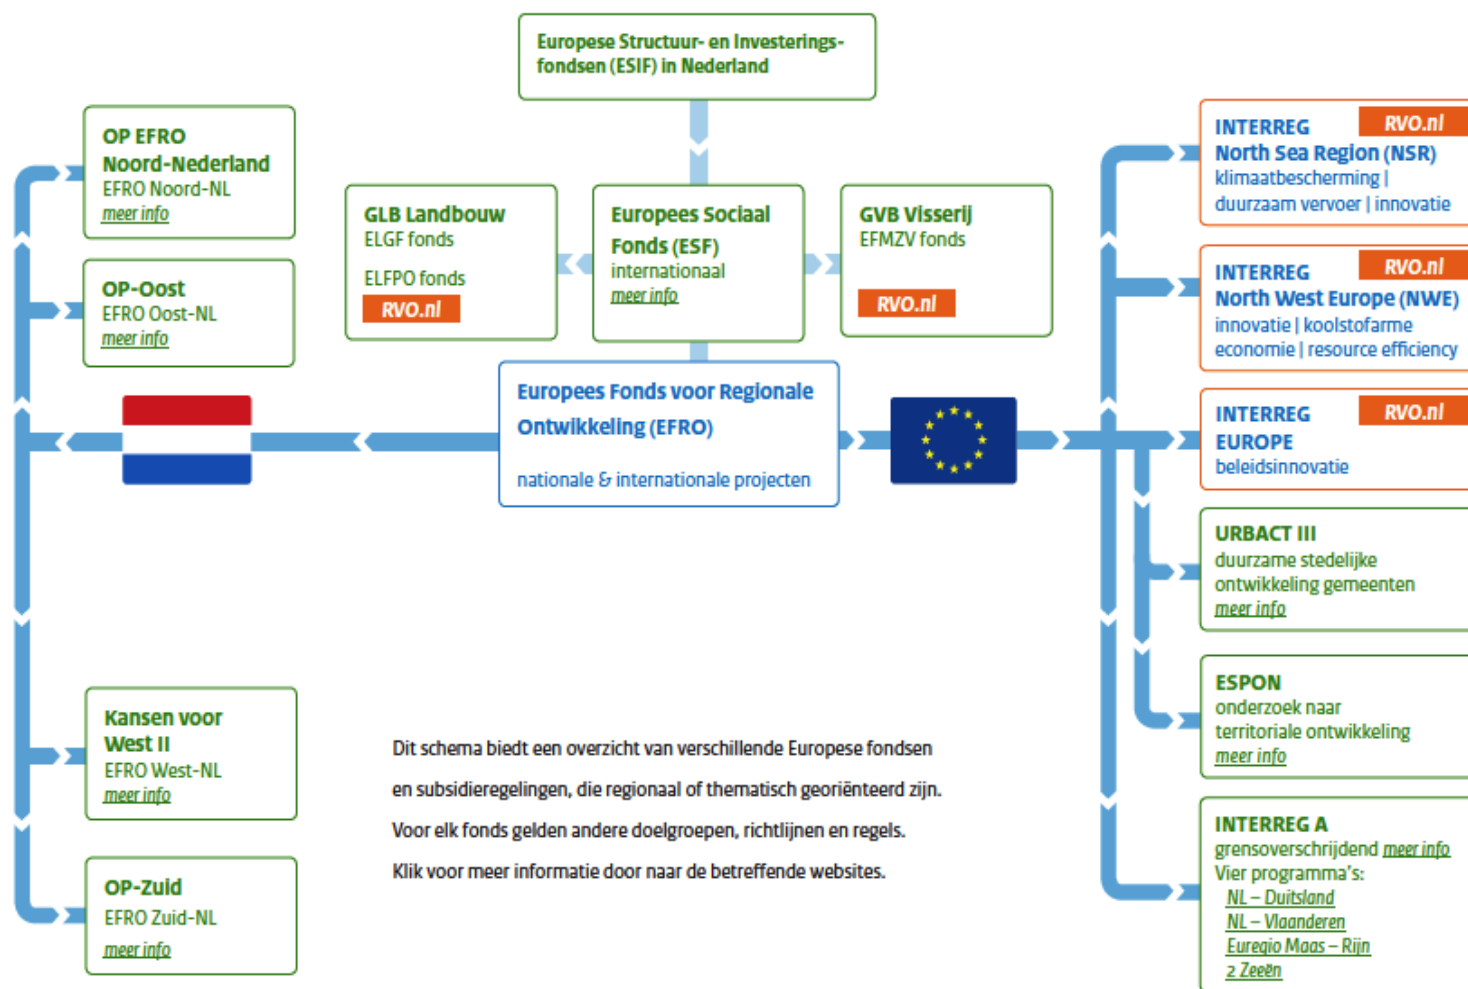 Europese Structuur- en Investerings-
fondsen (ESIF) in Nederland
OP EFRO
Noord-Nederland
EFRO Noord-NL
meer info
OP-Oost
EFRO Oost-NL
meer info
GLB Landbouw
ELGF fonds
ELFPO fonds
RVO.nl
Europees Sociaal
Fonds (ESF)
internationaal
meer info
GVB Visserij
EFMZV fonds
RVO.nl
Europees Fonds voor Regionale
Ontwikkeling (EFRO)
nationale & internationale projecten
Kansen voor
West II
EFRO West-NL
meer info
OP-Zuid
EFRO Zuid-NL
meer info
Dit schema biedt een overzicht van verschillende Europese fondsen
en subsidieregelingen, die regionaal of thematisch georiënteerd zijn.
Voor elk fonds gelden andere doelgroepen, richtlijnen en regels.
Klik voor meer informatie door naar de betreffende websites.
INTERREG RVO.nl
North Sea Region (NSR)
klimaatbescherming |
duurzaam vervoer | innovatie
INTERREG RVO.nl
North West Europe (NWE)
innovatie | koolstofarme
economie | resource efficiency
INTERREG RVO.nl
EUROPE
beleidsinnovatie
URBACT III
duurzame stedelijke
ontwikkeling gemeenten
meer info
ESPON
onderzoek naar
territoriale ontwikkeling
meer info
INTERREG A
grensoverschrijdend meer info
Vier programma's:
NL – Duitsland
NL – Vlaanderen
Euregio Maas – Rijn
2 Zeeën